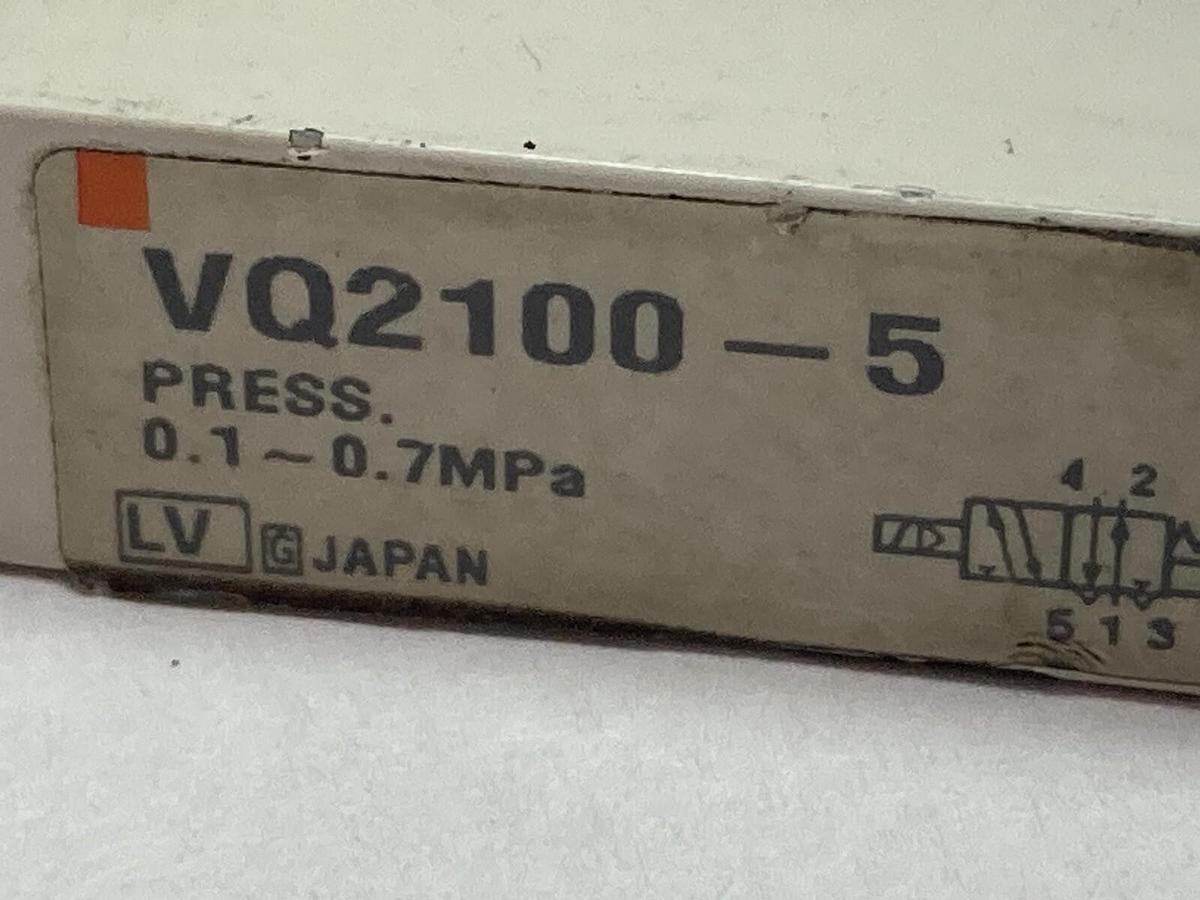 VQ2100-5
PRESS.
0.1~0.7MPa
LV G JAPAN
4 2
5 1 3